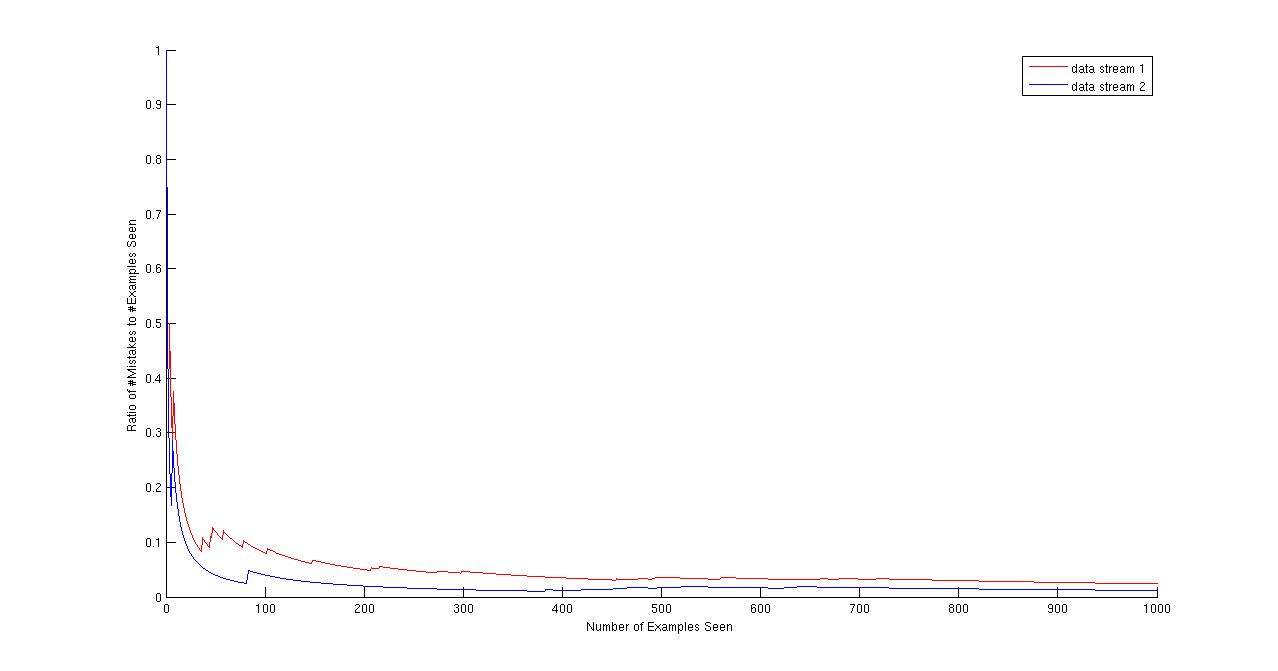 data stream 1
data stream 2
Ratio of #Mistakes to #Examples Seen
1
0.9
0.8
0.7
0.6
0.5
0.4
0.3
0.2
0.1
0
0 100 200 300 400 500 600 700 800 900 1000
Number of Examples Seen